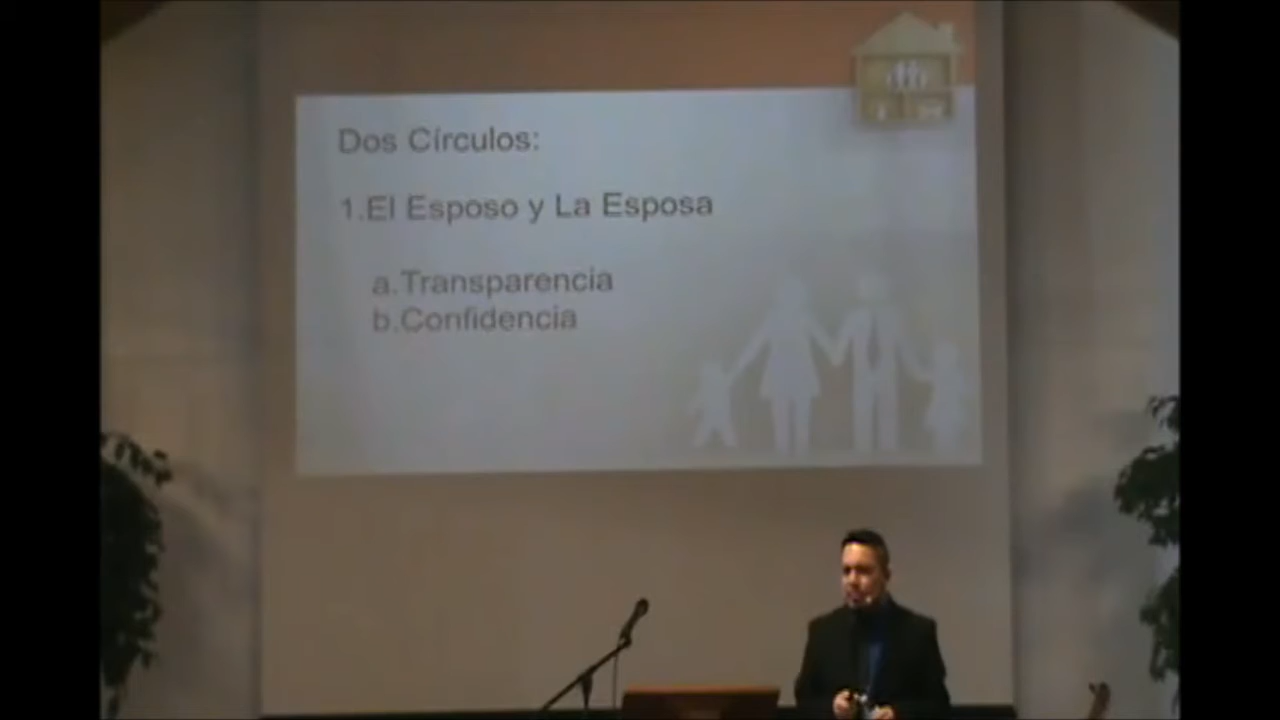 Dos Círculos:
1.El Esposo y La Esposa
a.Transparencia
b.Confidencia